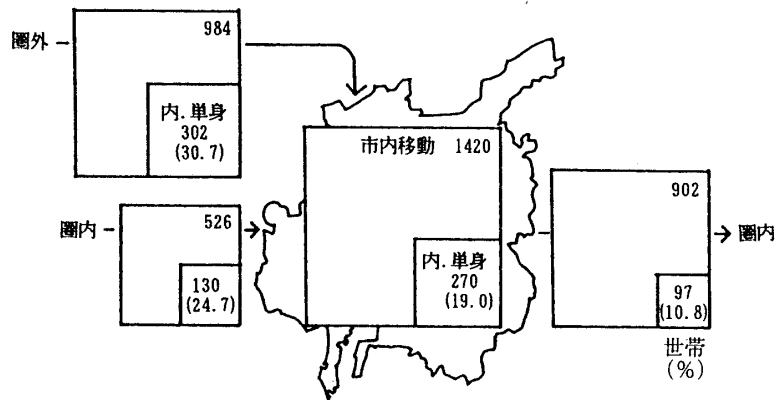 984
圏外
内.単身
302
(30.7)
市内移動 1420
902
圏内
526
130
(24.7)
内.単身
270
(19.0)
圏内
97
(10.8)
世帯
(%)